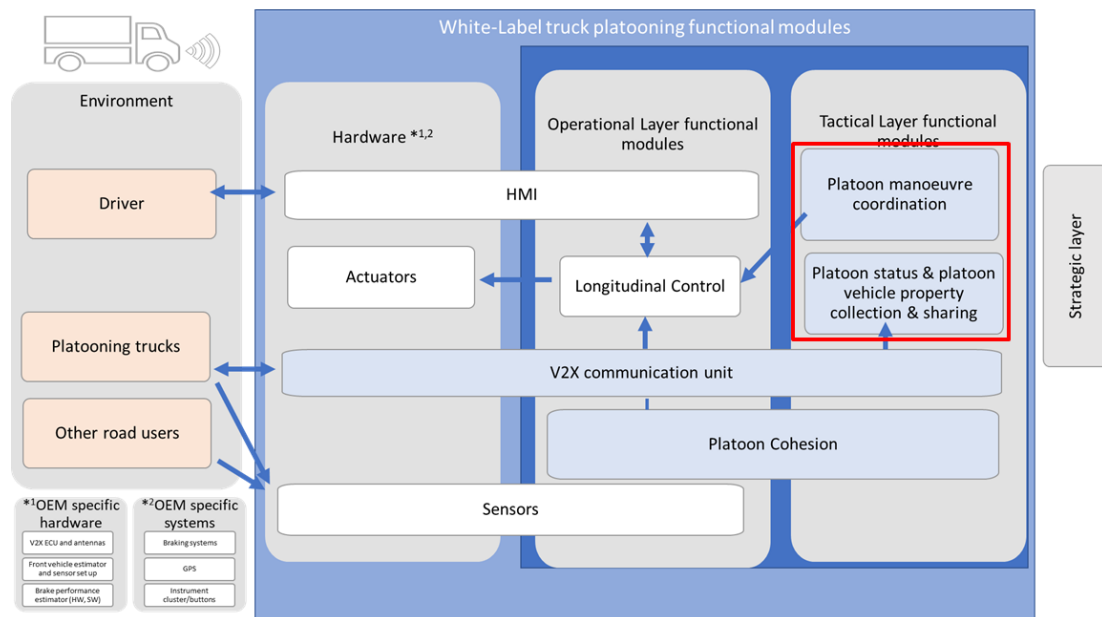 White-Label truck platooning functional modules
Environment
Driver
Platooning trucks
Other road users
*1OEM specific
hardware
V2X ECU and antennas
Front vehicle estimator
and sensor set up
Brake performance
estimator (HW, SW)
*2OEM specific
systems
Braking systems
GPS
Instrument
cluster/buttons
Hardware *1,2
Operational Layer functional
modules
Tactical Layer functional
modules
HMI
Actuators
Longitudinal Control
Platoon manoeuvre
coordination
Platoon status & platoon
vehicle property
collection & sharing
V2X communication unit
Platoon Cohesion
Sensors
Strategic layer